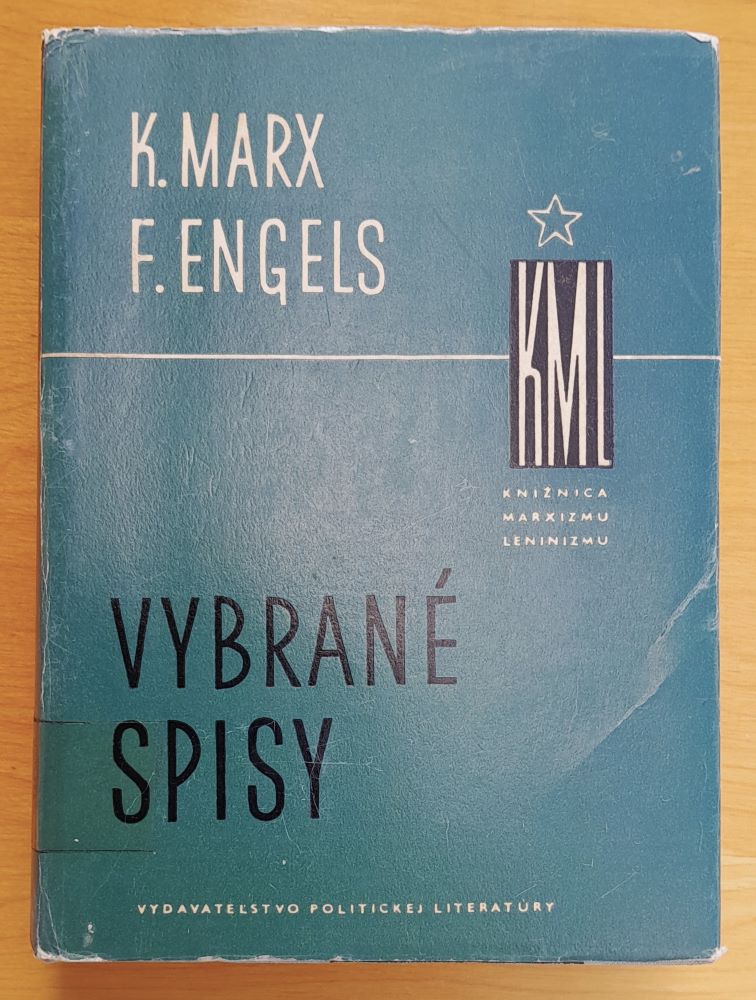 K. MARX
F. ENGELS
KML
KNIŽNICA
MARXIZMU
LENINIZMU
VYBRANÉ
SPISY
VYDAVATEĽSTVO POLITICKEJ LITERATÚRY